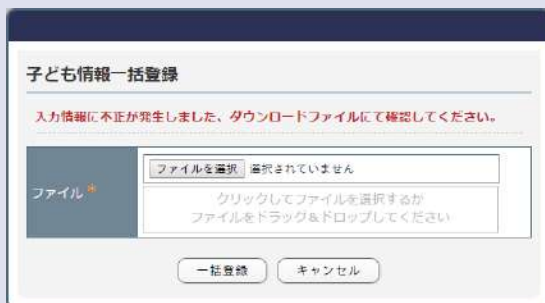 子ども情報一括登録
入力情報に不正が発生しました、ダウンロードファイルにて確認してください。
ファイル *
ファイルを選択 選択されていません
クリックしてファイルを選択するか
ファイルをドラッグ&ドロップしてください
一括登録 キャンセル